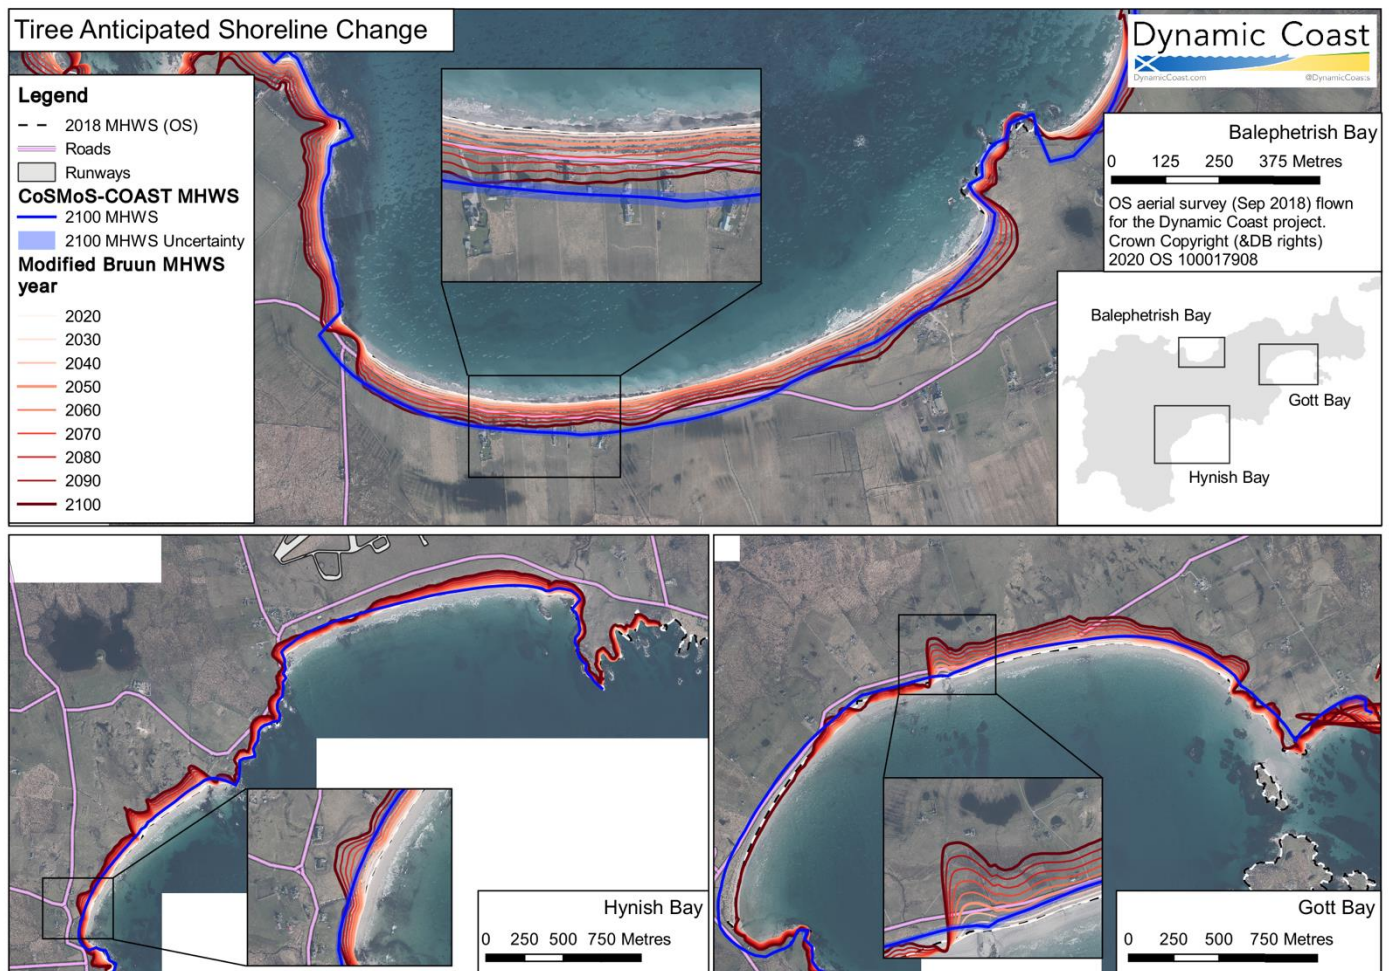 Tiree Anticipated Shoreline Change
Dynamic Coast
DynamicCoast.com
@DynamicCoasts
Legend
2018 MHWS (OS)
Roads
Runways
CoSMoS-COAST MHWS
2100 MHWS
2100 MHWS Uncertainty
Modified Bruun MHWS
year
2020
2030
2040
2050
2060
2070
2080
2090
2100
Balephetrish Bay
0 125 250 375 Metres
OS aerial survey (Sep 2018) flown
for the Dynamic Coast project.
Crown Copyright (&DB rights)
2020 OS 100017908
Balephetrish Bay
Gott Bay
Hynish Bay
Hynish Bay
0 250 500 750 Metres
Gott Bay
0 250 500 750 Metres